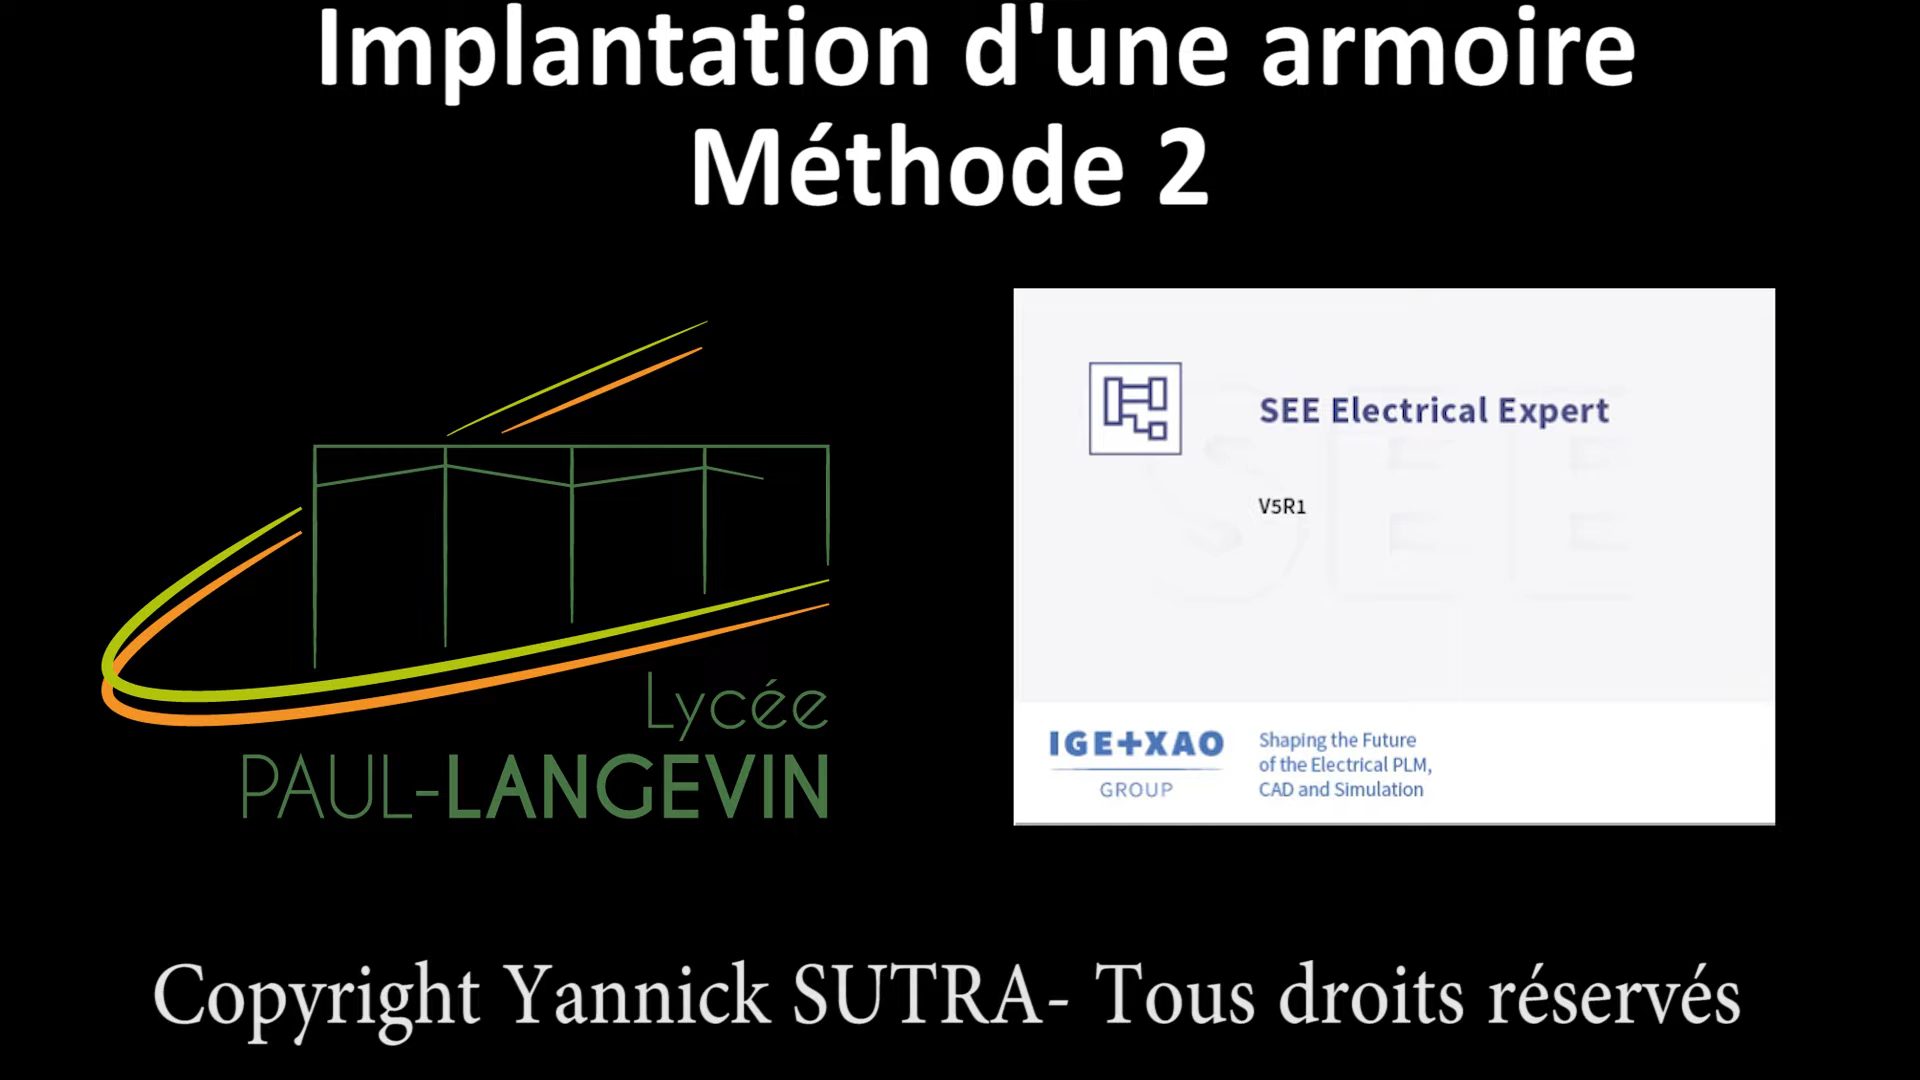 Implantation d'une armoire
Méthode 2
SEE Electrical Expert
V5R1
SEE
Lycée
PAUL-LANGEVIN
IGE+XAO
GROUP
Shaping the Future
of the Electrical PLM,
CAD and Simulation
Copyright Yannick SUTRA- Tous droits réservés